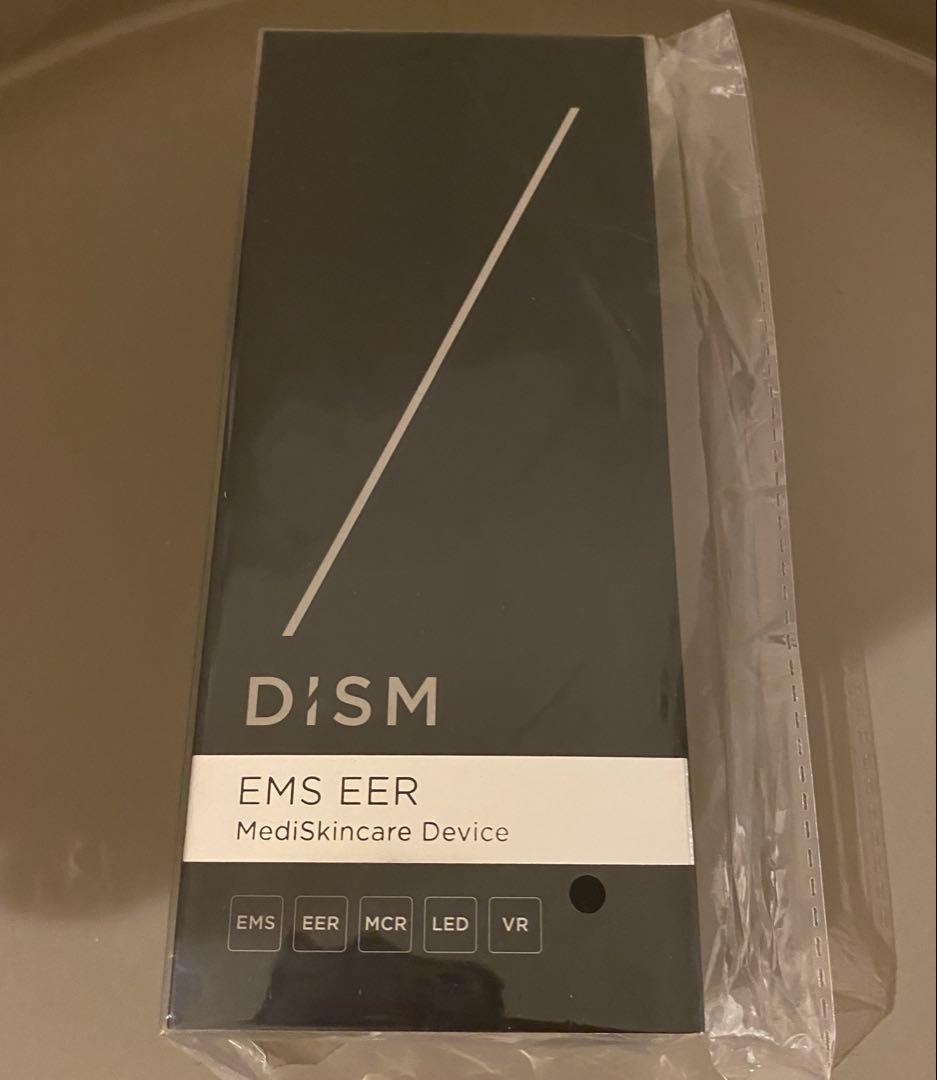 DISM
EMS EER
MediSkincare Device
EMS EER MCR LED VR